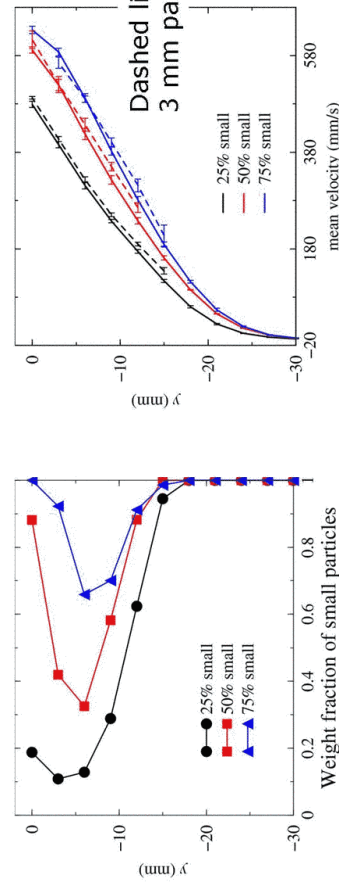 y (mm)
0
−10
−20
−30
25% small
50% small
75% small
0
0.2
0.4
0.6
0.8
1
Weight fraction of small particles
y (mm)
0
−10
−20
−30
Dashed li
3 mm pa
25% small
50% small
75% small
−20
180
380
580
mean velocity (mm/s)